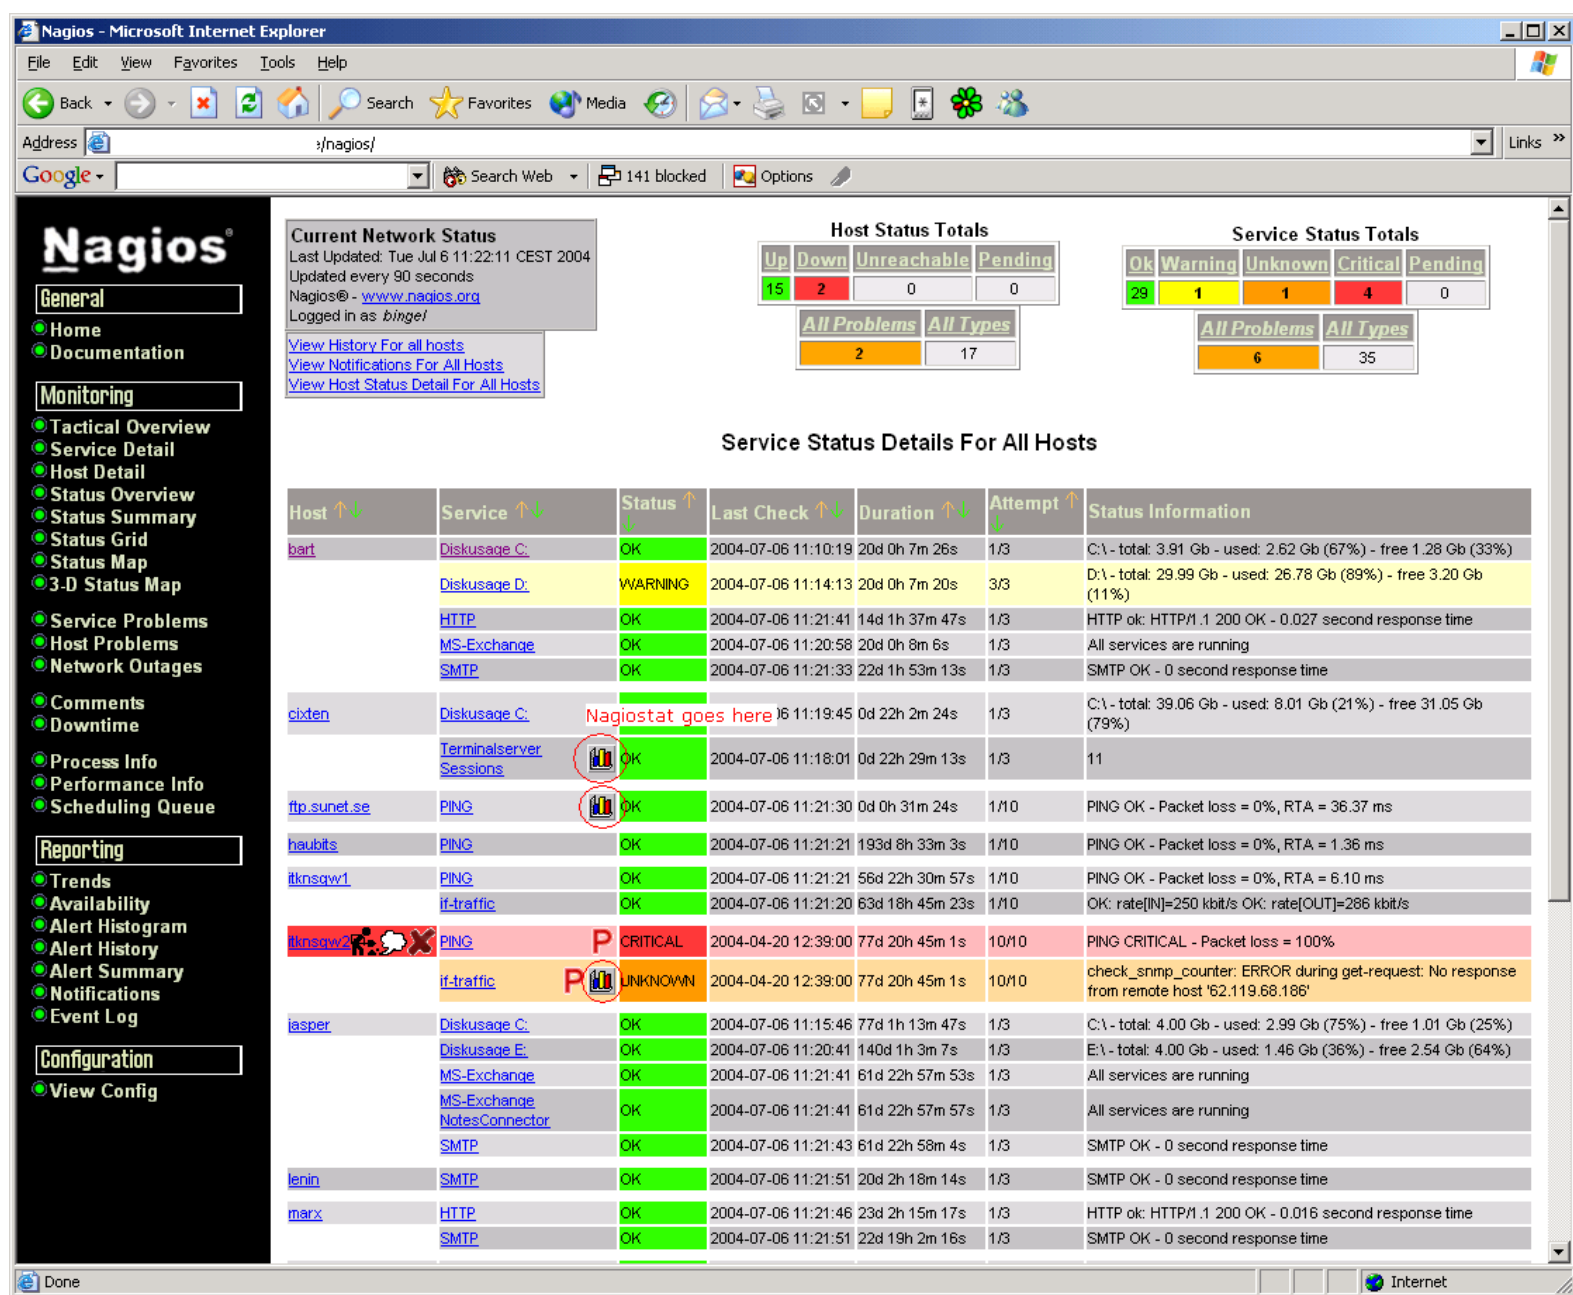 Nagios - Microsoft Internet Explorer
File Edit View Favorites Tools Help
Back Search Favorites Media
Address /nagios/ Links »
Google Search Web 141 blocked Options
Nagios®
General
Home
Documentation
Monitoring
Tactical Overview
Service Detail
Host Detail
Status Overview
Status Summary
Status Grid
Status Map
3-D Status Map
Service Problems
Host Problems
Network Outages
Comments
Downtime
Process Info
Performance Info
Scheduling Queue
Reporting
Trends
Availability
Alert Histogram
Alert History
Alert Summary
Notifications
Event Log
Configuration
View Config
Current Network Status
Last Updated: Tue Jul 6 11:22:11 CEST 2004
Updated every 90 seconds
Nagios® - www.nagios.org
Logged in as bingel
View History For all hosts
View Notifications For All Hosts
View Host Status Detail For All Hosts
Host Status Totals
Up Down Unreachable Pending
15 2 0 0
All Problems All Types
2 17
Service Status Totals
Ok Warning Unknown Critical Pending
29 1 1 4 0
All Problems All Types
6 35
Service Status Details For All Hosts
Host Service Status Last Check Duration Attempt Status Information
bart Diskusage C: OK 2004-07-06 11:10:19 20d 0h 7m 26s 1/3 C:\ - total: 3.91 Gb - used: 2.62 Gb (67%) - free 1.28 Gb (33%)
Diskusage D: WARNING 2004-07-06 11:14:13 20d 0h 7m 20s 3/3 D:\ - total: 29.99 Gb - used: 26.78 Gb (89%) - free 3.20 Gb
(11%)
HTTP OK 2004-07-06 11:21:41 14d 1h 37m 47s 1/3 HTTP ok: HTTP/1.1 200 OK - 0.027 second response time
MS-Exchange OK 2004-07-06 11:20:58 20d 0h 8m 6s 1/3 All services are running
SMTP OK 2004-07-06 11:21:33 22d 1h 53m 13s 1/3 SMTP OK - 0 second response time
cixten Diskusage C: Nagiostat goes here 6 11:19:45 0d 22h 2m 24s 1/3 C:\ - total: 39.06 Gb - used: 8.01 Gb (21%) - free 31.05 Gb
(79%)
Terminalserver
Sessions OK 2004-07-06 11:18:01 0d 22h 29m 13s 1/3 11
ftp.sunet.se PING OK 2004-07-06 11:21:30 0d 0h 31m 24s 1/10 PING OK - Packet loss = 0%, RTA = 36.37 ms
haubits PING OK 2004-07-06 11:21:21 193d 8h 33m 3s 1/10 PING OK - Packet loss = 0%, RTA = 1.36 ms
itknsgw1 PING OK 2004-07-06 11:21:21 56d 22h 30m 57s 1/10 PING OK - Packet loss = 0%, RTA = 6.10 ms
if-traffic OK 2004-07-06 11:21:20 63d 18h 45m 23s 1/10 OK: rate[IN]=250 kbit/s OK: rate[OUT]=286 kbit/s
itknsgw2 PING P CRITICAL 2004-04-20 12:39:00 77d 20h 45m 1s 10/10 PING CRITICAL - Packet loss = 100%
if-traffic P UNKNOWN 2004-04-20 12:39:00 77d 20h 45m 1s 10/10 check_snmp_counter: ERROR during get-request: No response
from remote host '62.119.68.186'
jasper Diskusage C: OK 2004-07-06 11:15:46 77d 1h 13m 47s 1/3 C:\ - total: 4.00 Gb - used: 2.99 Gb (75%) - free 1.01 Gb (25%)
Diskusage E: OK 2004-07-06 11:20:41 140d 1h 3m 7s 1/3 E:\ - total: 4.00 Gb - used: 1.46 Gb (36%) - free 2.54 Gb (64%)
MS-Exchange OK 2004-07-06 11:21:41 61d 22h 57m 53s 1/3 All services are running
MS-Exchange
NotesConnector OK 2004-07-06 11:21:41 61d 22h 57m 57s 1/3 All services are running
SMTP OK 2004-07-06 11:21:43 61d 22h 58m 4s 1/3 SMTP OK - 0 second response time
lenin SMTP OK 2004-07-06 11:21:51 20d 2h 18m 14s 1/3 SMTP OK - 0 second response time
marx HTTP OK 2004-07-06 11:21:46 23d 2h 15m 17s 1/3 HTTP ok: HTTP/1.1 200 OK - 0.016 second response time
SMTP OK 2004-07-06 11:21:51 22d 19h 2m 16s 1/3 SMTP OK - 0 second response time
Done Internet